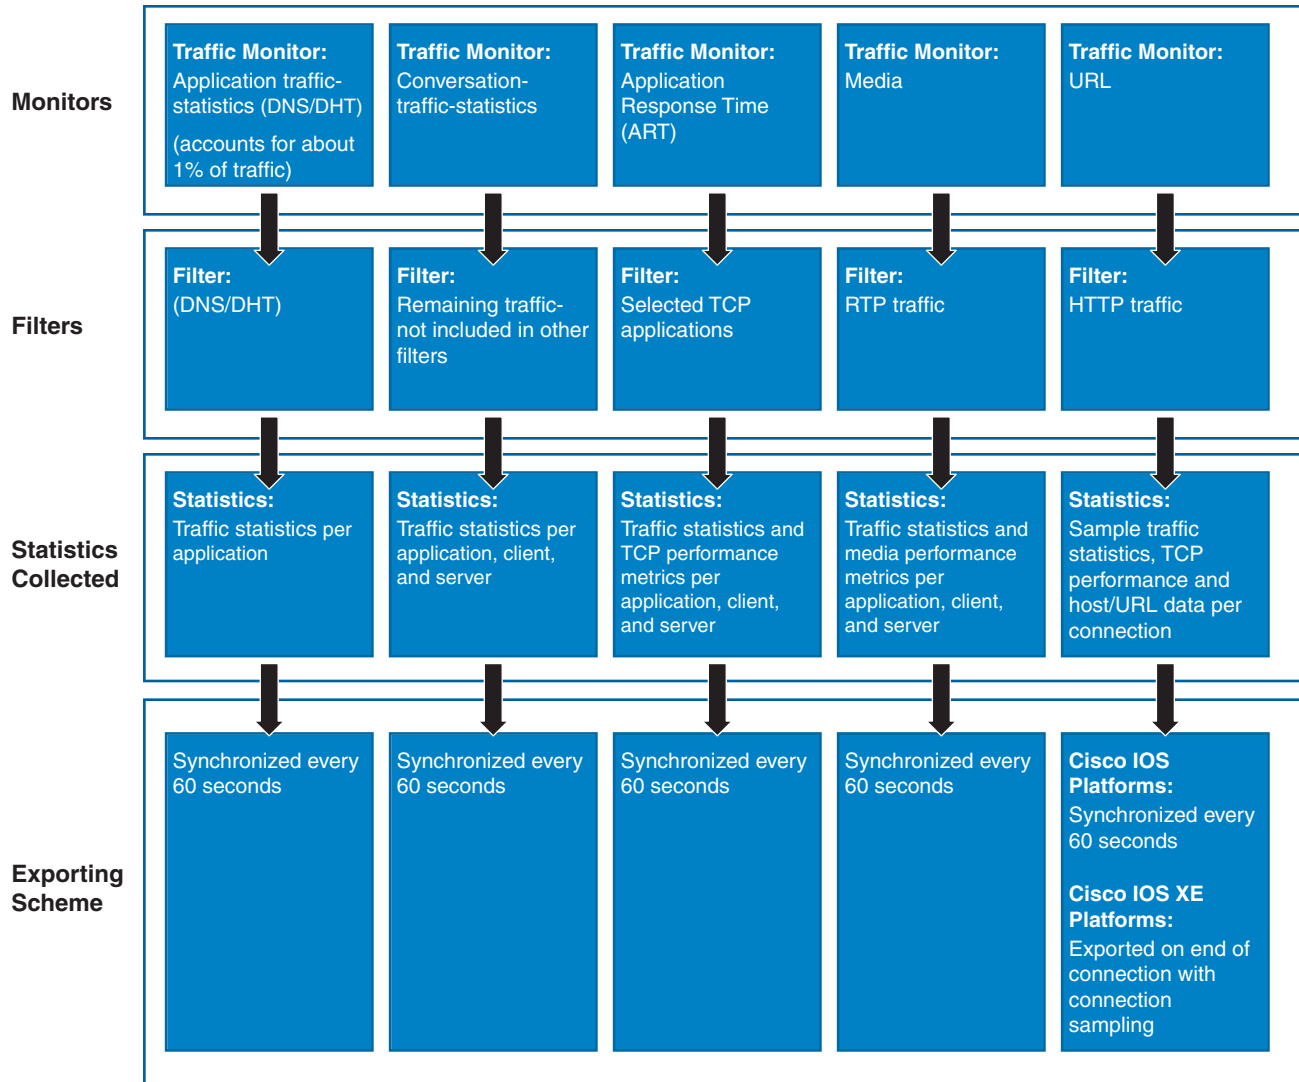 Monitors
Traffic Monitor:
Application traffic-
statistics (DNS/DHT)
(accounts for about
1% of traffic)
Traffic Monitor:
Conversation-
traffic-statistics
Traffic Monitor:
Application
Response Time
(ART)
Traffic Monitor:
Media
Traffic Monitor:
URL
Filters
Filter:
(DNS/DHT)
Filter:
Remaining traffic-
not included in other
filters
Filter:
Selected TCP
applications
Filter:
RTP traffic
Filter:
HTTP traffic
Statistics
Collected
Statistics:
Traffic statistics per
application
Statistics:
Traffic statistics per
application, client,
and server
Statistics:
Traffic statistics and
TCP performance
metrics per
application, client,
and server
Statistics:
Traffic statistics and
media performance
metrics per
application, client,
and server
Statistics:
Sample traffic
statistics, TCP
performance and
host/URL data per
connection
Exporting
Scheme
Synchronized every
60 seconds
Synchronized every
60 seconds
Synchronized every
60 seconds
Synchronized every
60 seconds
Cisco IOS
Platforms:
Synchronized every
60 seconds
Cisco IOS XE
Platforms:
Exported on end of
connection with
connection
sampling